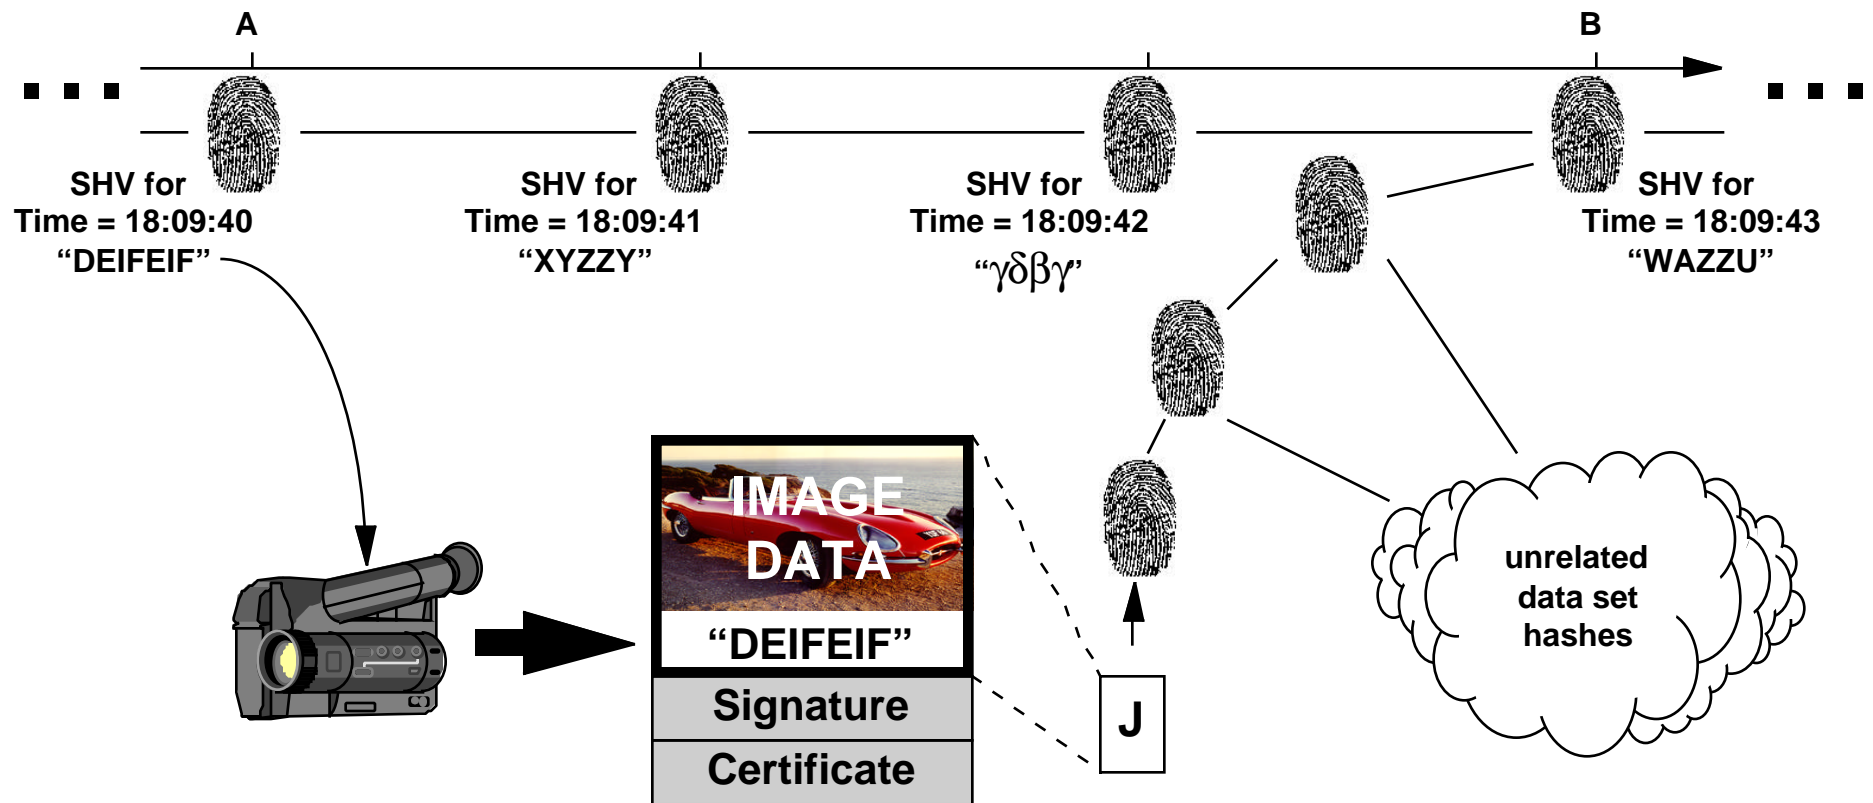 A
B
SHV for
Time = 18:09:40
“DEIFEIF”
SHV for
Time = 18:09:41
“XYZZY”
SHV for
Time = 18:09:42
“γδβγ”
SHV for
Time = 18:09:43
“WAZZU”
IMAGE
DATA
“DEIFEIF”
Signature
Certificate
J
unrelated
data set
hashes